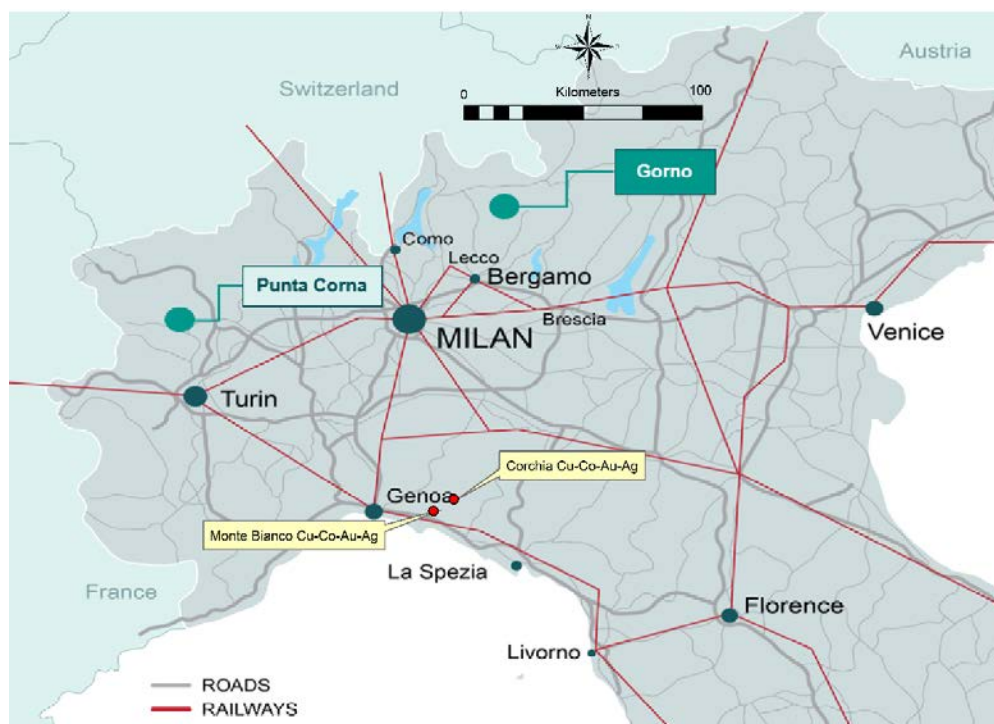 N
Austria
Switzerland
0 Kilometers 100
Gorno
Como
Lecco
Bergamo
Punta Corna
Brescia
MILAN
Venice
Turin
Corchia Cu-Co-Au-Ag
Genoa
Monte Bianco Cu-Co-Au-Ag
La Spezia
France
Florence
Livorno
ROADS
RAILWAYS